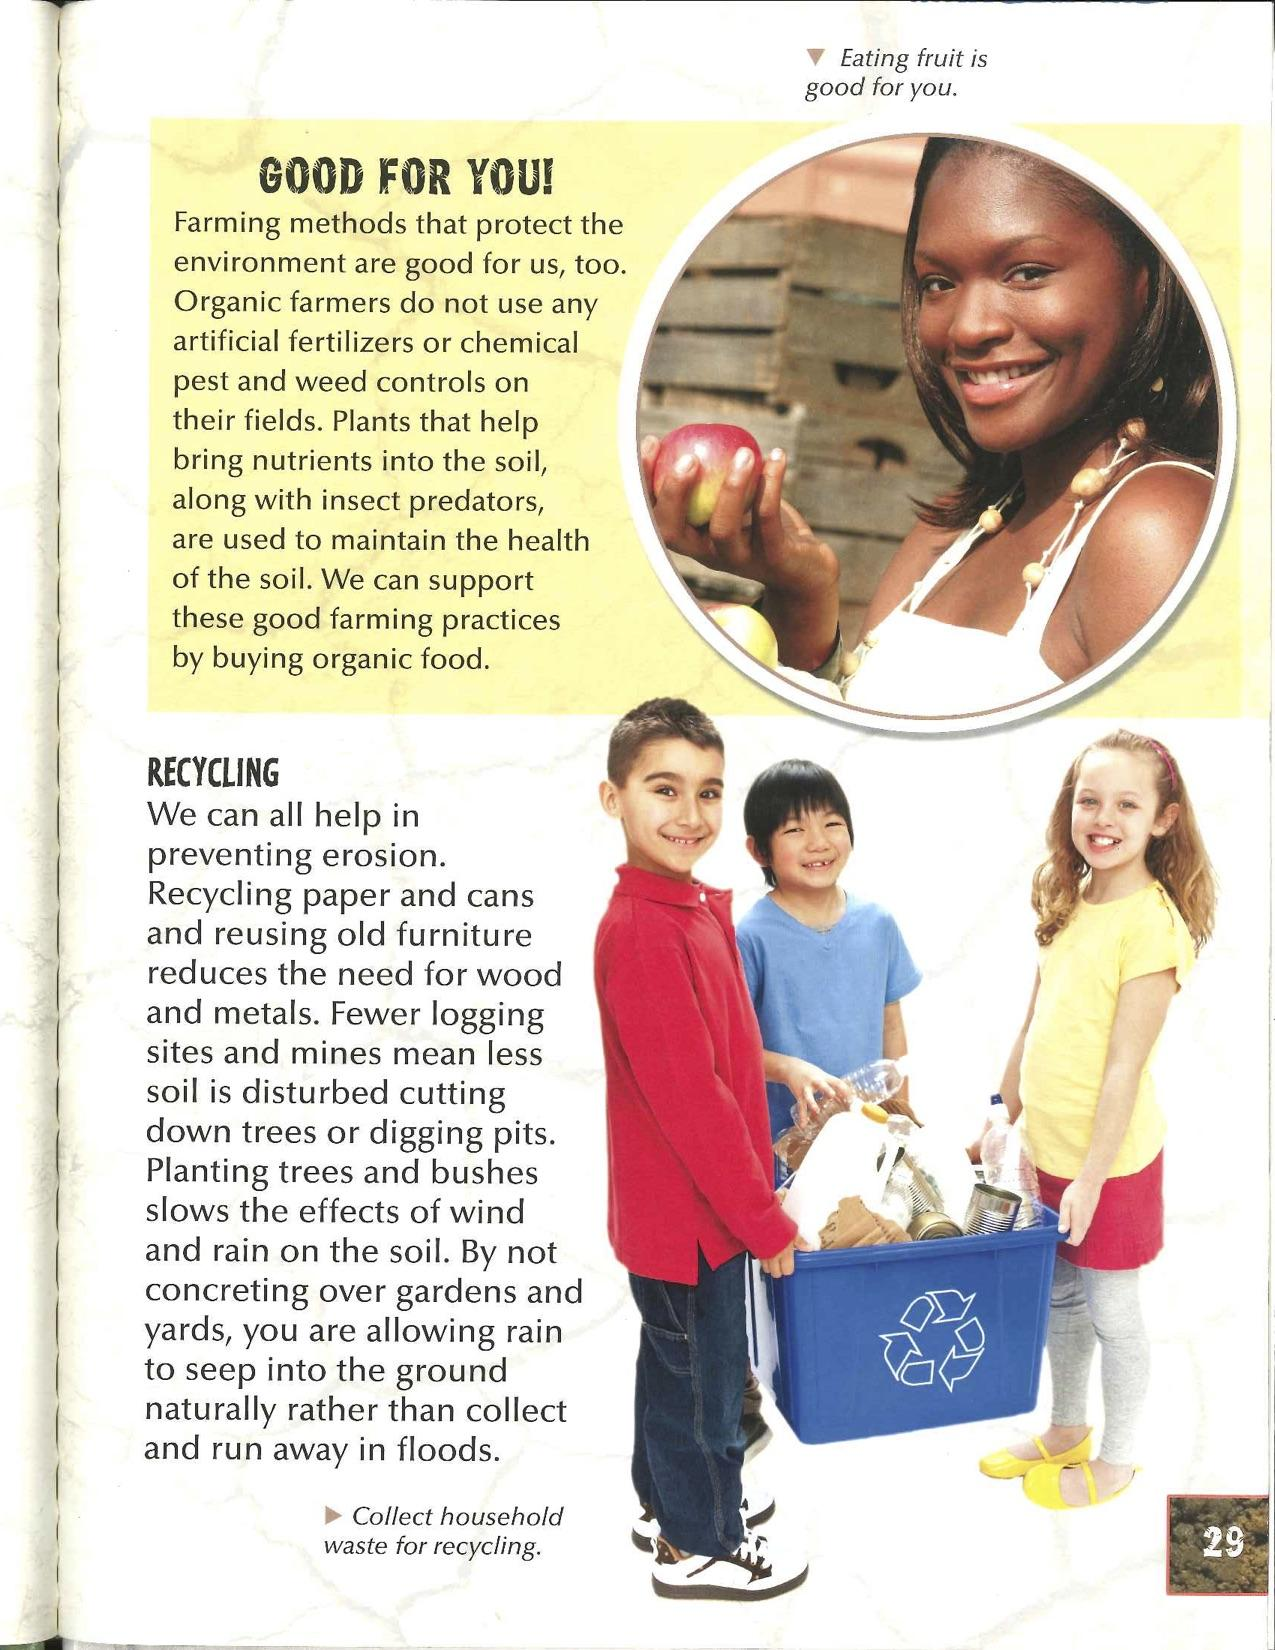 ▼ Eating fruit is
good for you.
GOOD FOR YOU!
Farming methods that protect the
environment are good for us, too.
Organic farmers do not use any
artificial fertilizers or chemical
pest and weed controls on
their fields. Plants that help
bring nutrients into the soil,
along with insect predators,
are used to maintain the health
of the soil. We can support
these good farming practices
by buying organic food.
RECYCLING
We can all help in
preventing erosion.
Recycling paper and cans
and reusing old furniture
reduces the need for wood
and metals. Fewer logging
sites and mines mean less
soil is disturbed cutting
down trees or digging pits.
Planting trees and bushes
slows the effects of wind
and rain on the soil. By not
concreting over gardens and
yards, you are allowing rain
to seep into the ground
naturally rather than collect
and run away in floods.
▶ Collect household
waste for recycling.
29